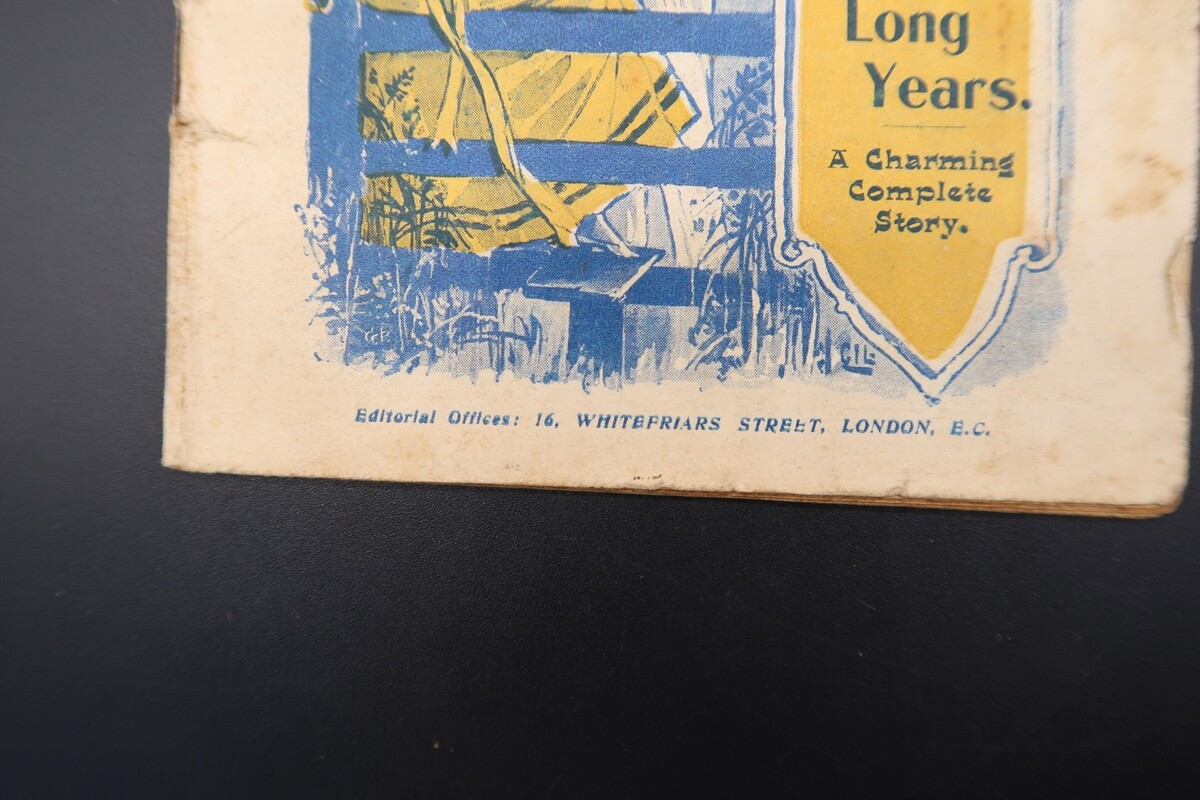 Long
Years.
A Charming
Complete
Story.
Editorial Offices: 16, WHITEFRIARS STREET, LONDON, E.C.